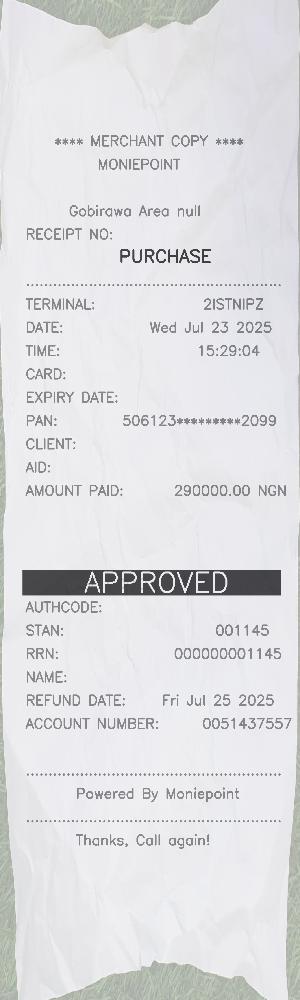 **** MERCHANT COPY ****
MONIEPOINT
Gobirawa Area null
RECEIPT NO:
PURCHASE
TERMINAL: 2ISTNIPZ
DATE: Wed Jul 23 2025
TIME: 15:29:04
CARD:
EXPIRY DATE:
PAN: 506123*********2099
CLIENT:
AID:
AMOUNT PAID: 290000.00 NGN
APPROVED
AUTHCODE:
STAN: 001145
RRN: 000000001145
NAME:
REFUND DATE: Fri Jul 25 2025
ACCOUNT NUMBER: 0051437557
Powered By Moniepoint
Thanks, Call again!